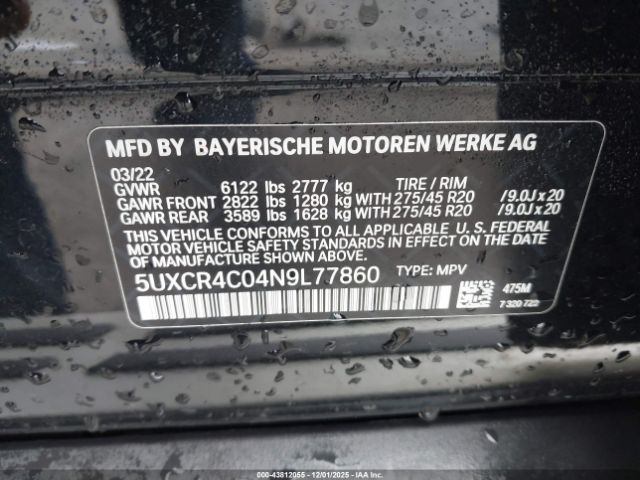 MFD BY BAYERISCHE MOTOREN WERKE AG
03/22
GVWR 6122 lbs 2777 kg TIRE / RIM
GAWR FRONT 2822 lbs 1280 kg WITH 275/45 R20 /9.0J x 20
GAWR REAR 3589 lbs 1628 kg WITH 275/45 R20 /9.0J x 20
THIS VEHICLE CONFORMS TO ALL APPLICABLE U. S. FEDERAL
MOTOR VEHICLE SAFETY STANDARDS IN EFFECT ON THE DATE
OF MANUFACTURE SHOWN ABOVE.
5UXCR4C04N9L77860 TYPE: MPV
475M
7 320 722
000-43812055 - 12/01/2025 - COPART